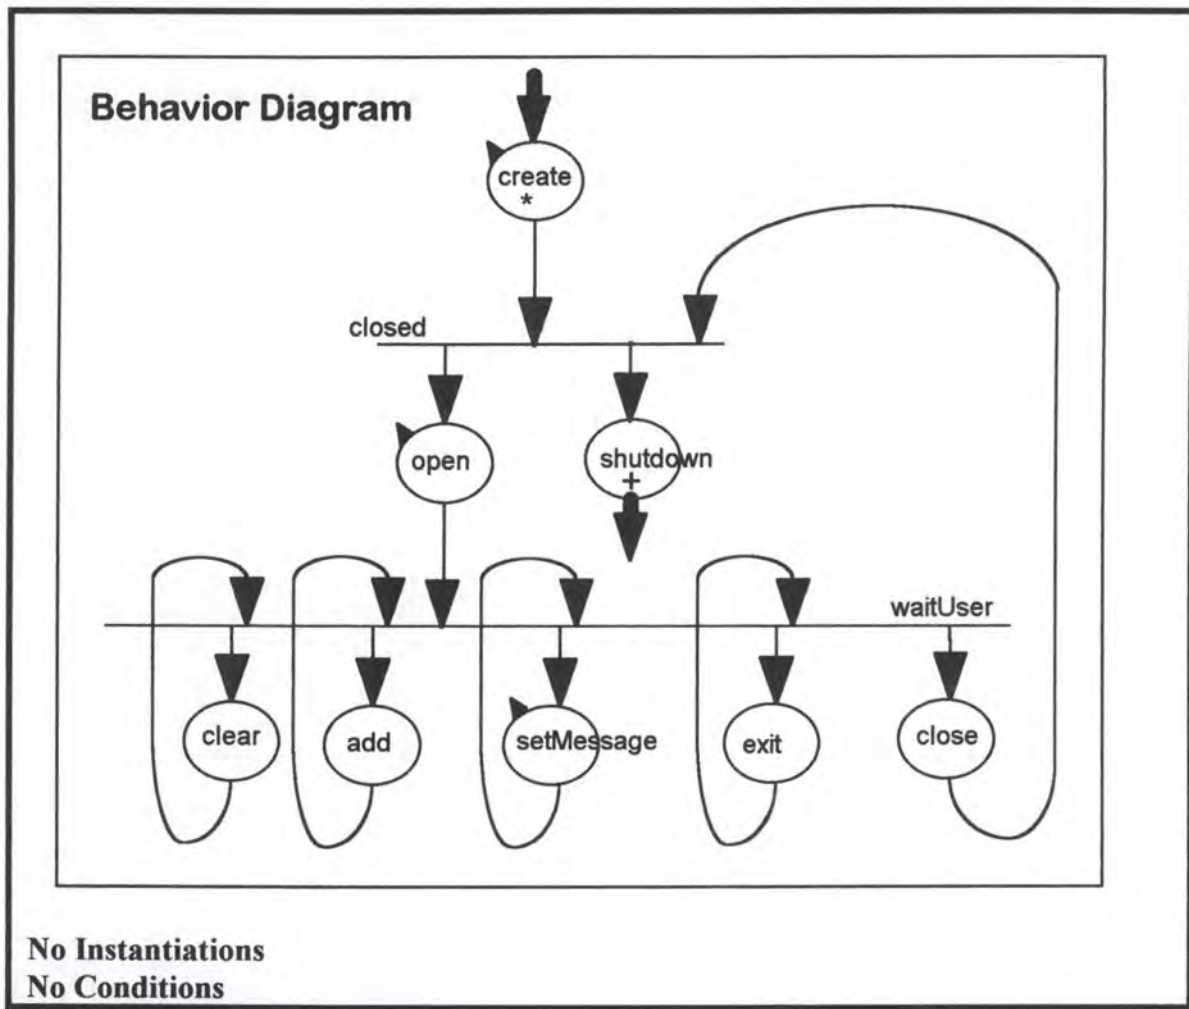 Behavior Diagram
create
*
closed
open
shutdown
+
waitUser
clear
add
setMessage
exit
close
No Instantiations
No Conditions